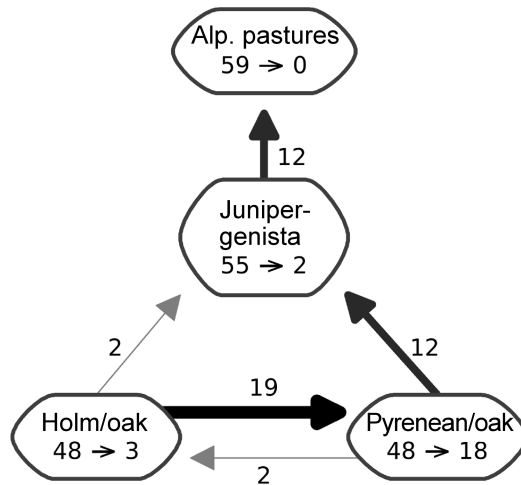 Alp. pastures
59 → 0
12
Juniper-
genista
55 → 2
2
12
19
Holm/oak
48 → 3
Pyrenean/oak
48 → 18
2